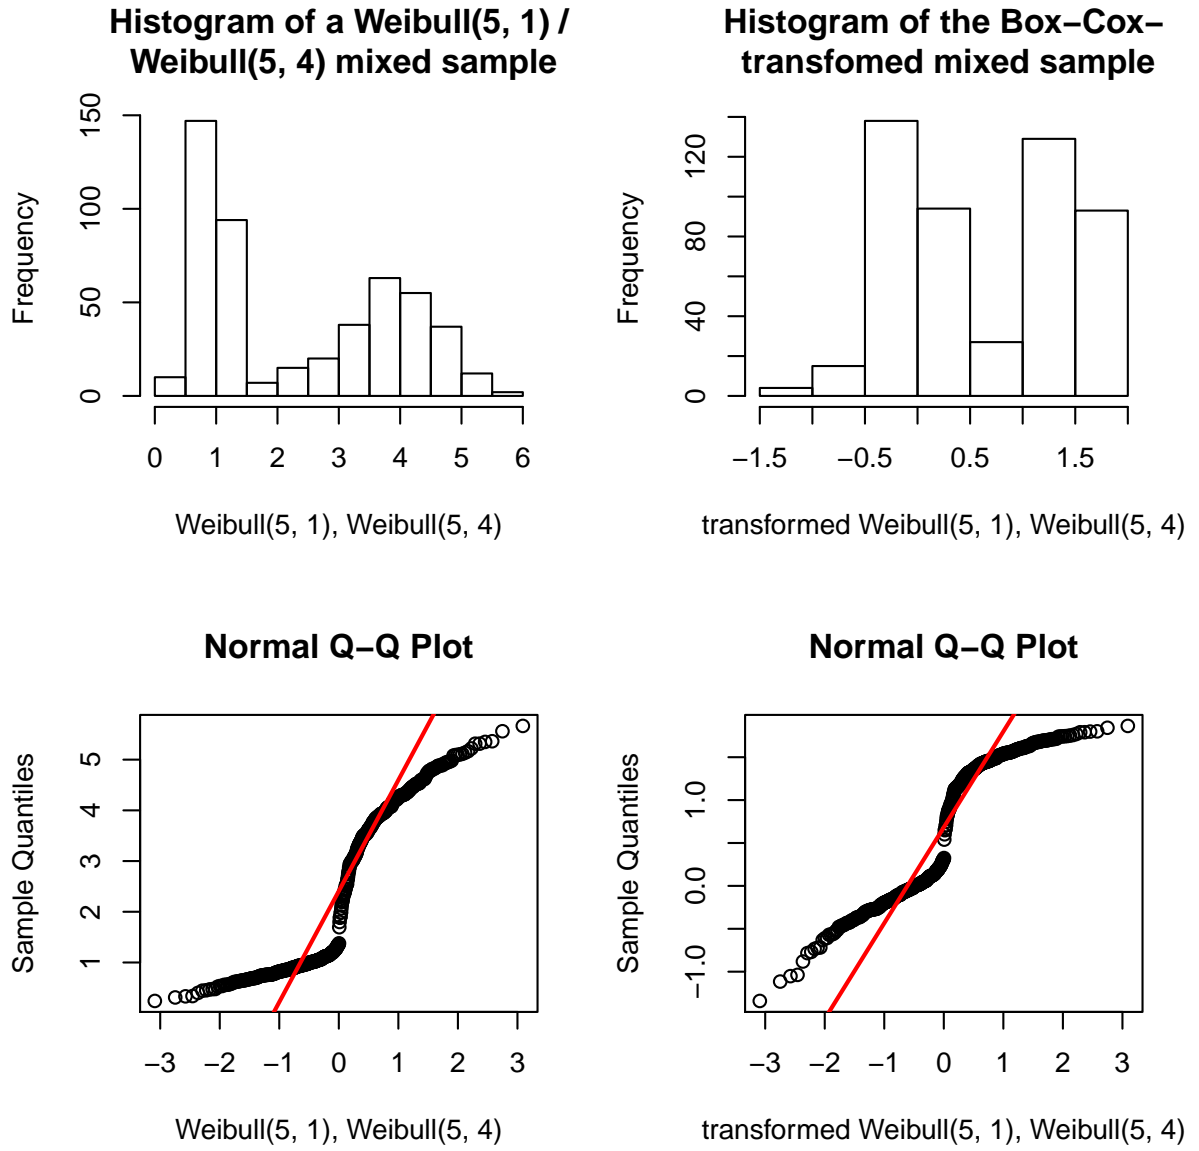 Histogram of a Weibull(5, 1) /
Weibull(5, 4) mixed sample
Frequency
0 50 100 150
0 1 2 3 4 5 6
Weibull(5, 1), Weibull(5, 4)
Histogram of the Box−Cox−
transfomed mixed sample
Frequency
0 40 80 120
−1.5 −0.5 0.5 1.5
transformed Weibull(5, 1), Weibull(5, 4)
Normal Q−Q Plot
Sample Quantiles
1 2 3 4 5
−3 −2 −1 0 1 2 3
Weibull(5, 1), Weibull(5, 4)
Normal Q−Q Plot
Sample Quantiles
−1.0 0.0 1.0
−3 −2 −1 0 1 2 3
transformed Weibull(5, 1), Weibull(5, 4)